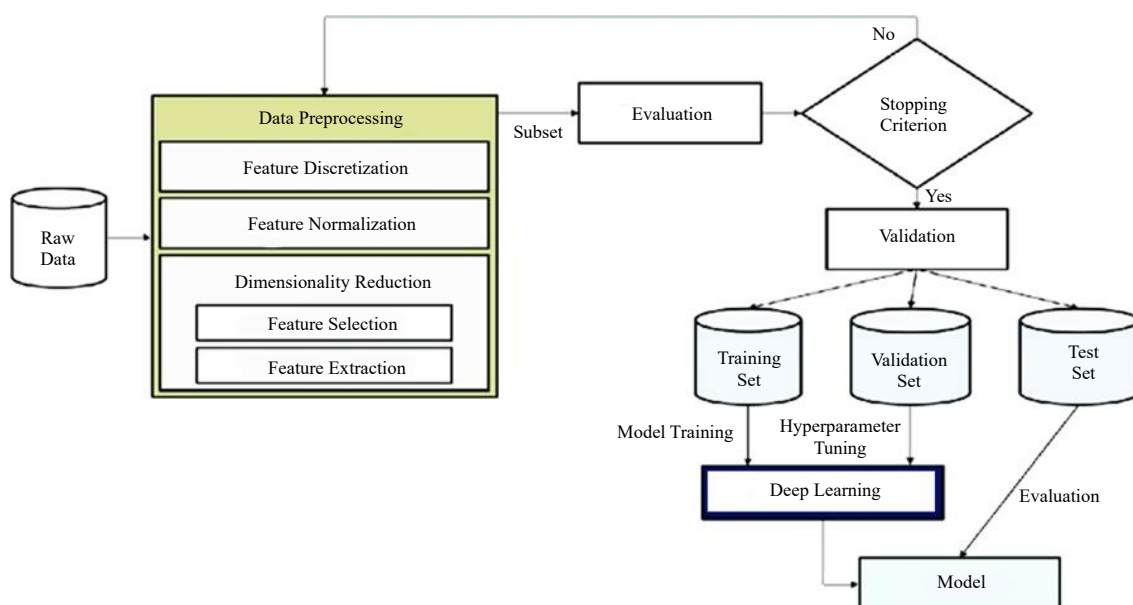 No
Data Preprocessing
Stopping
Criterion
Evaluation
Subset
Feature Discretization
Yes
Feature Normalization
Raw
Data
Validation
Dimensionality Reduction
Feature Selection
Feature Extraction
Training
Set
Validation
Set
Test
Set
Model Training
Hyperparameter
Tuning
Deep Learning
Evaluation
Model